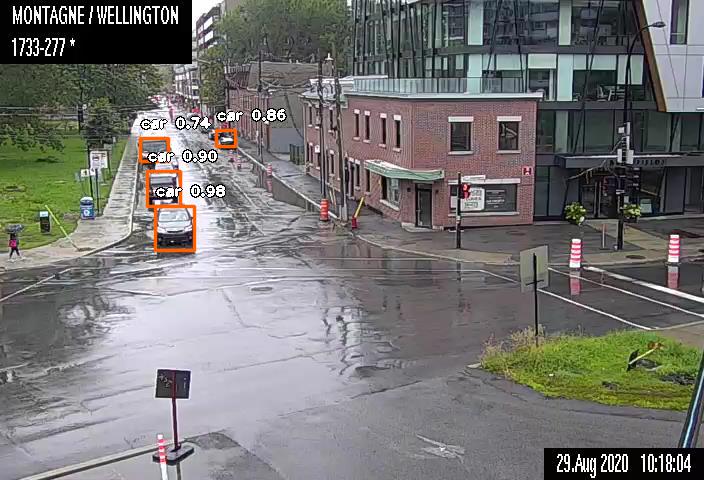 MONTAGNE / WELLINGTON
1733-277 *
car 0.74
car 0.86
car 0.90
car 0.98
29.Aug 2020 10:18:04